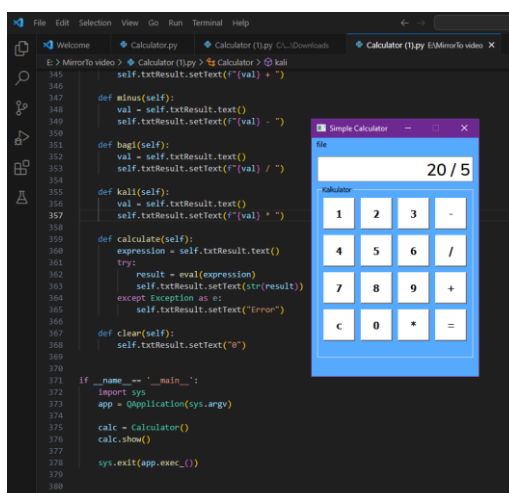 File Edit Selection View Go Run Terminal Help
Welcome Calculator.py Calculator (1).py C:\...\Downloads Calculator (1).py E:\MirrorTo video
E: > MirrorTo video > Calculator (1).py > Calculator > kali
345 self.txtResult.setText(f"{val} + ")
346
347 def minus(self):
348 val = self.txtResult.text()
349 self.txtResult.setText(f"{val} - ")
350
351 def bagi(self):
352 val = self.txtResult.text()
353 self.txtResult.setText(f"{val} / ")
354
355 def kali(self):
356 val = self.txtResult.text()
357 self.txtResult.setText(f"{val} * ")
358
359 def calculate(self):
360 expression = self.txtResult.text()
361 try:
362 result = eval(expression)
363 self.txtResult.setText(str(result))
364 except Exception as e:
365 self.txtResult.setText("Error")
366
367 def clear(self):
368 self.txtResult.setText("0")
369
370
371 if __name__== '__main__':
372 import sys
373 app = QApplication(sys.argv)
374
375 calc = Calculator()
376 calc.show()
377
378 sys.exit(app.exec_())
379
380
Simple Calculator
file
20 / 5
Kalkulator
1 2 3 -
4 5 6 /
7 8 9 +
c 0 * =